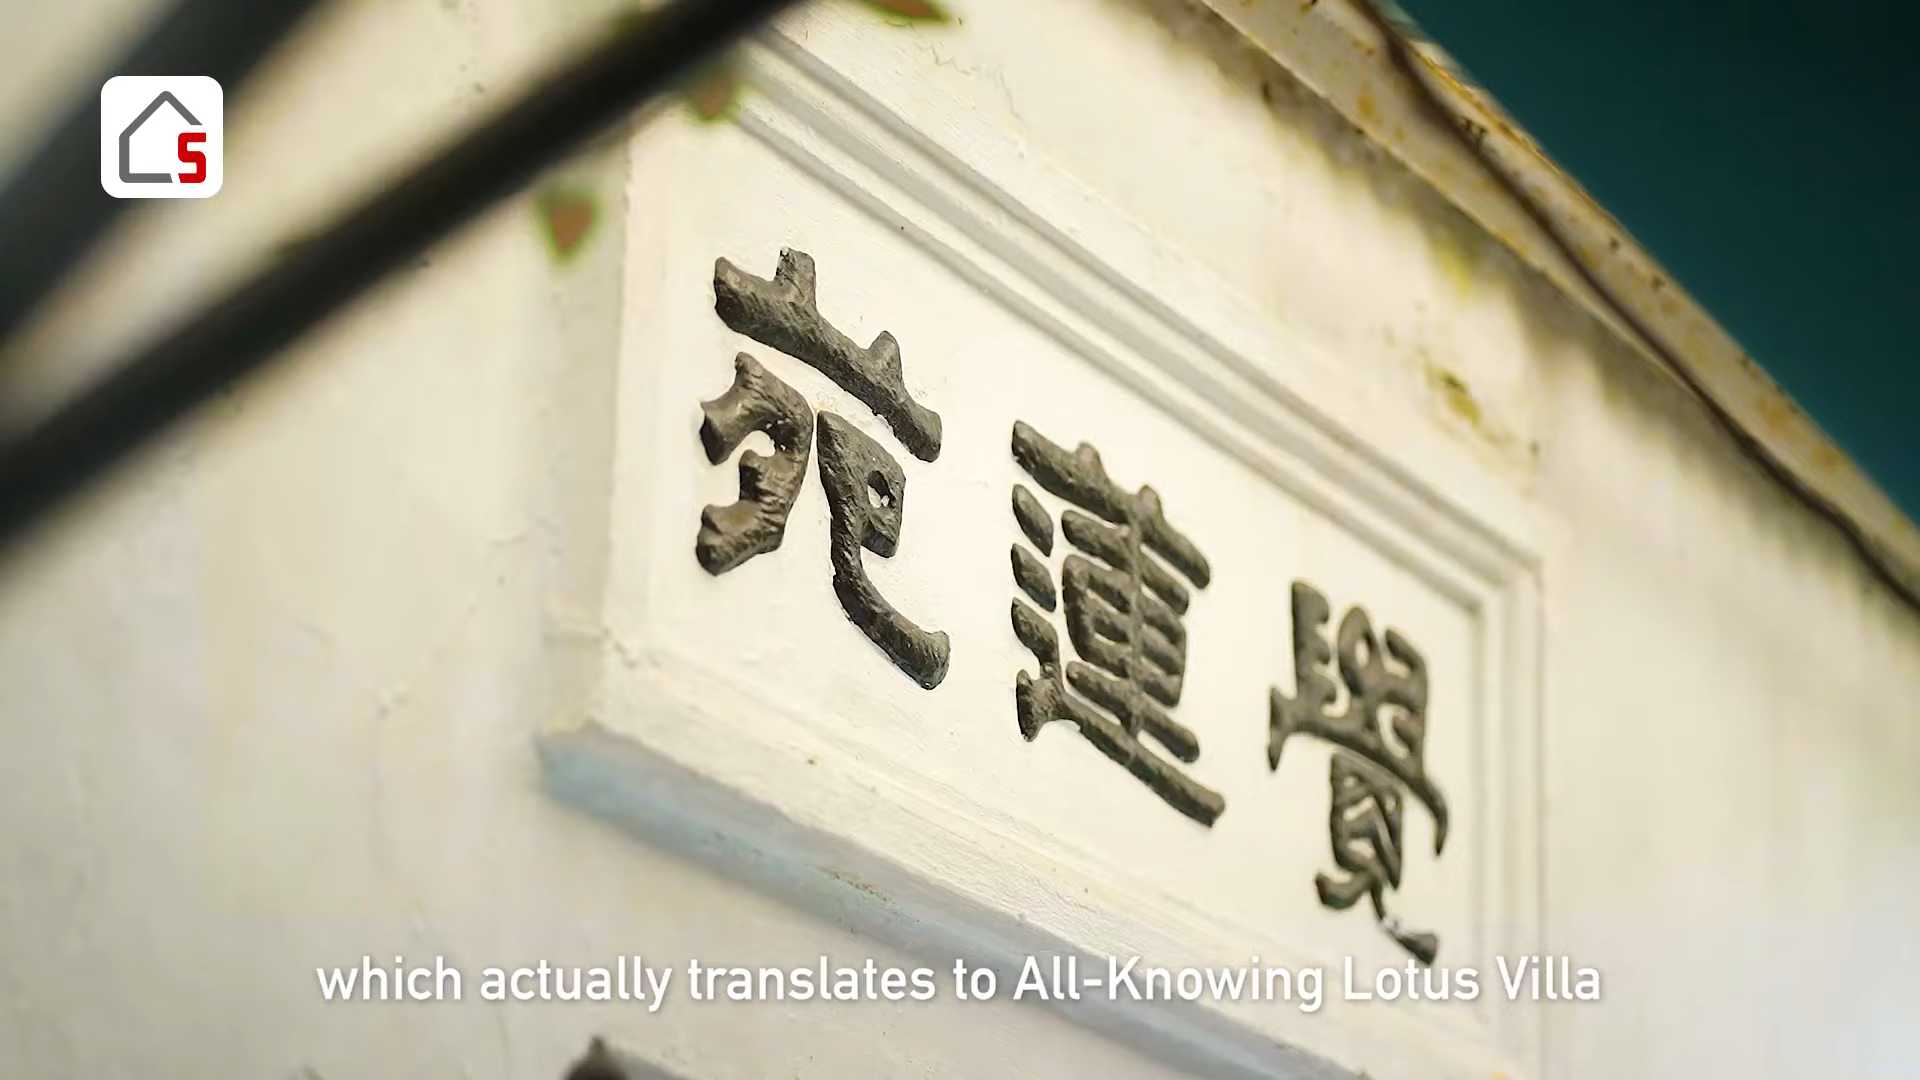 S
覺蓮苑
which actually translates to All-Knowing Lotus Villa